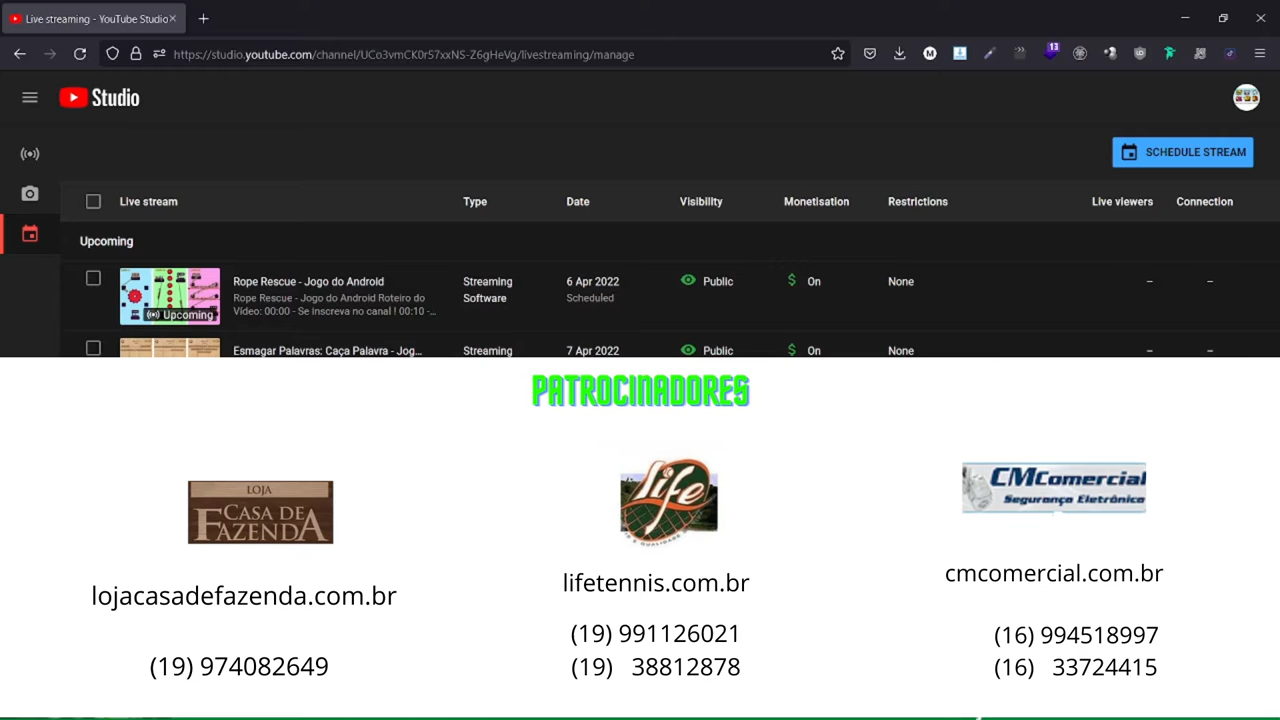 Live streaming - YouTube Studio
https://studio.youtube.com/channel/UCo3vmCK0r57xxNS-Z6gHeVg/livestreaming/manage
13
Studio
SCHEDULE STREAM
Live stream Type Date Visibility Monetisation Restrictions Live viewers Connection
Upcoming
Rope Rescue - Jogo do Android Streaming Software 6 Apr 2022 Public On None – –
Rope Rescue - Jogo do Android Roteiro do Scheduled
Vídeo: 00:00 - Se Inscreva no canal ! 00:10 -...
Upcoming
Esmagar Palavras: Caça Palavra - Jog... Streaming 7 Apr 2022 Public On None – –
PATROCINADORES
LOJA
CASA DE
FAZENDA
lojacasadefazenda.com.br
(19) 974082649
life
lifetennis.com.br
(19) 991126021
(19) 38812878
CMComercial
Segurança Eletrônica
cmcomercial.com.br
(16) 994518997
(16) 33724415